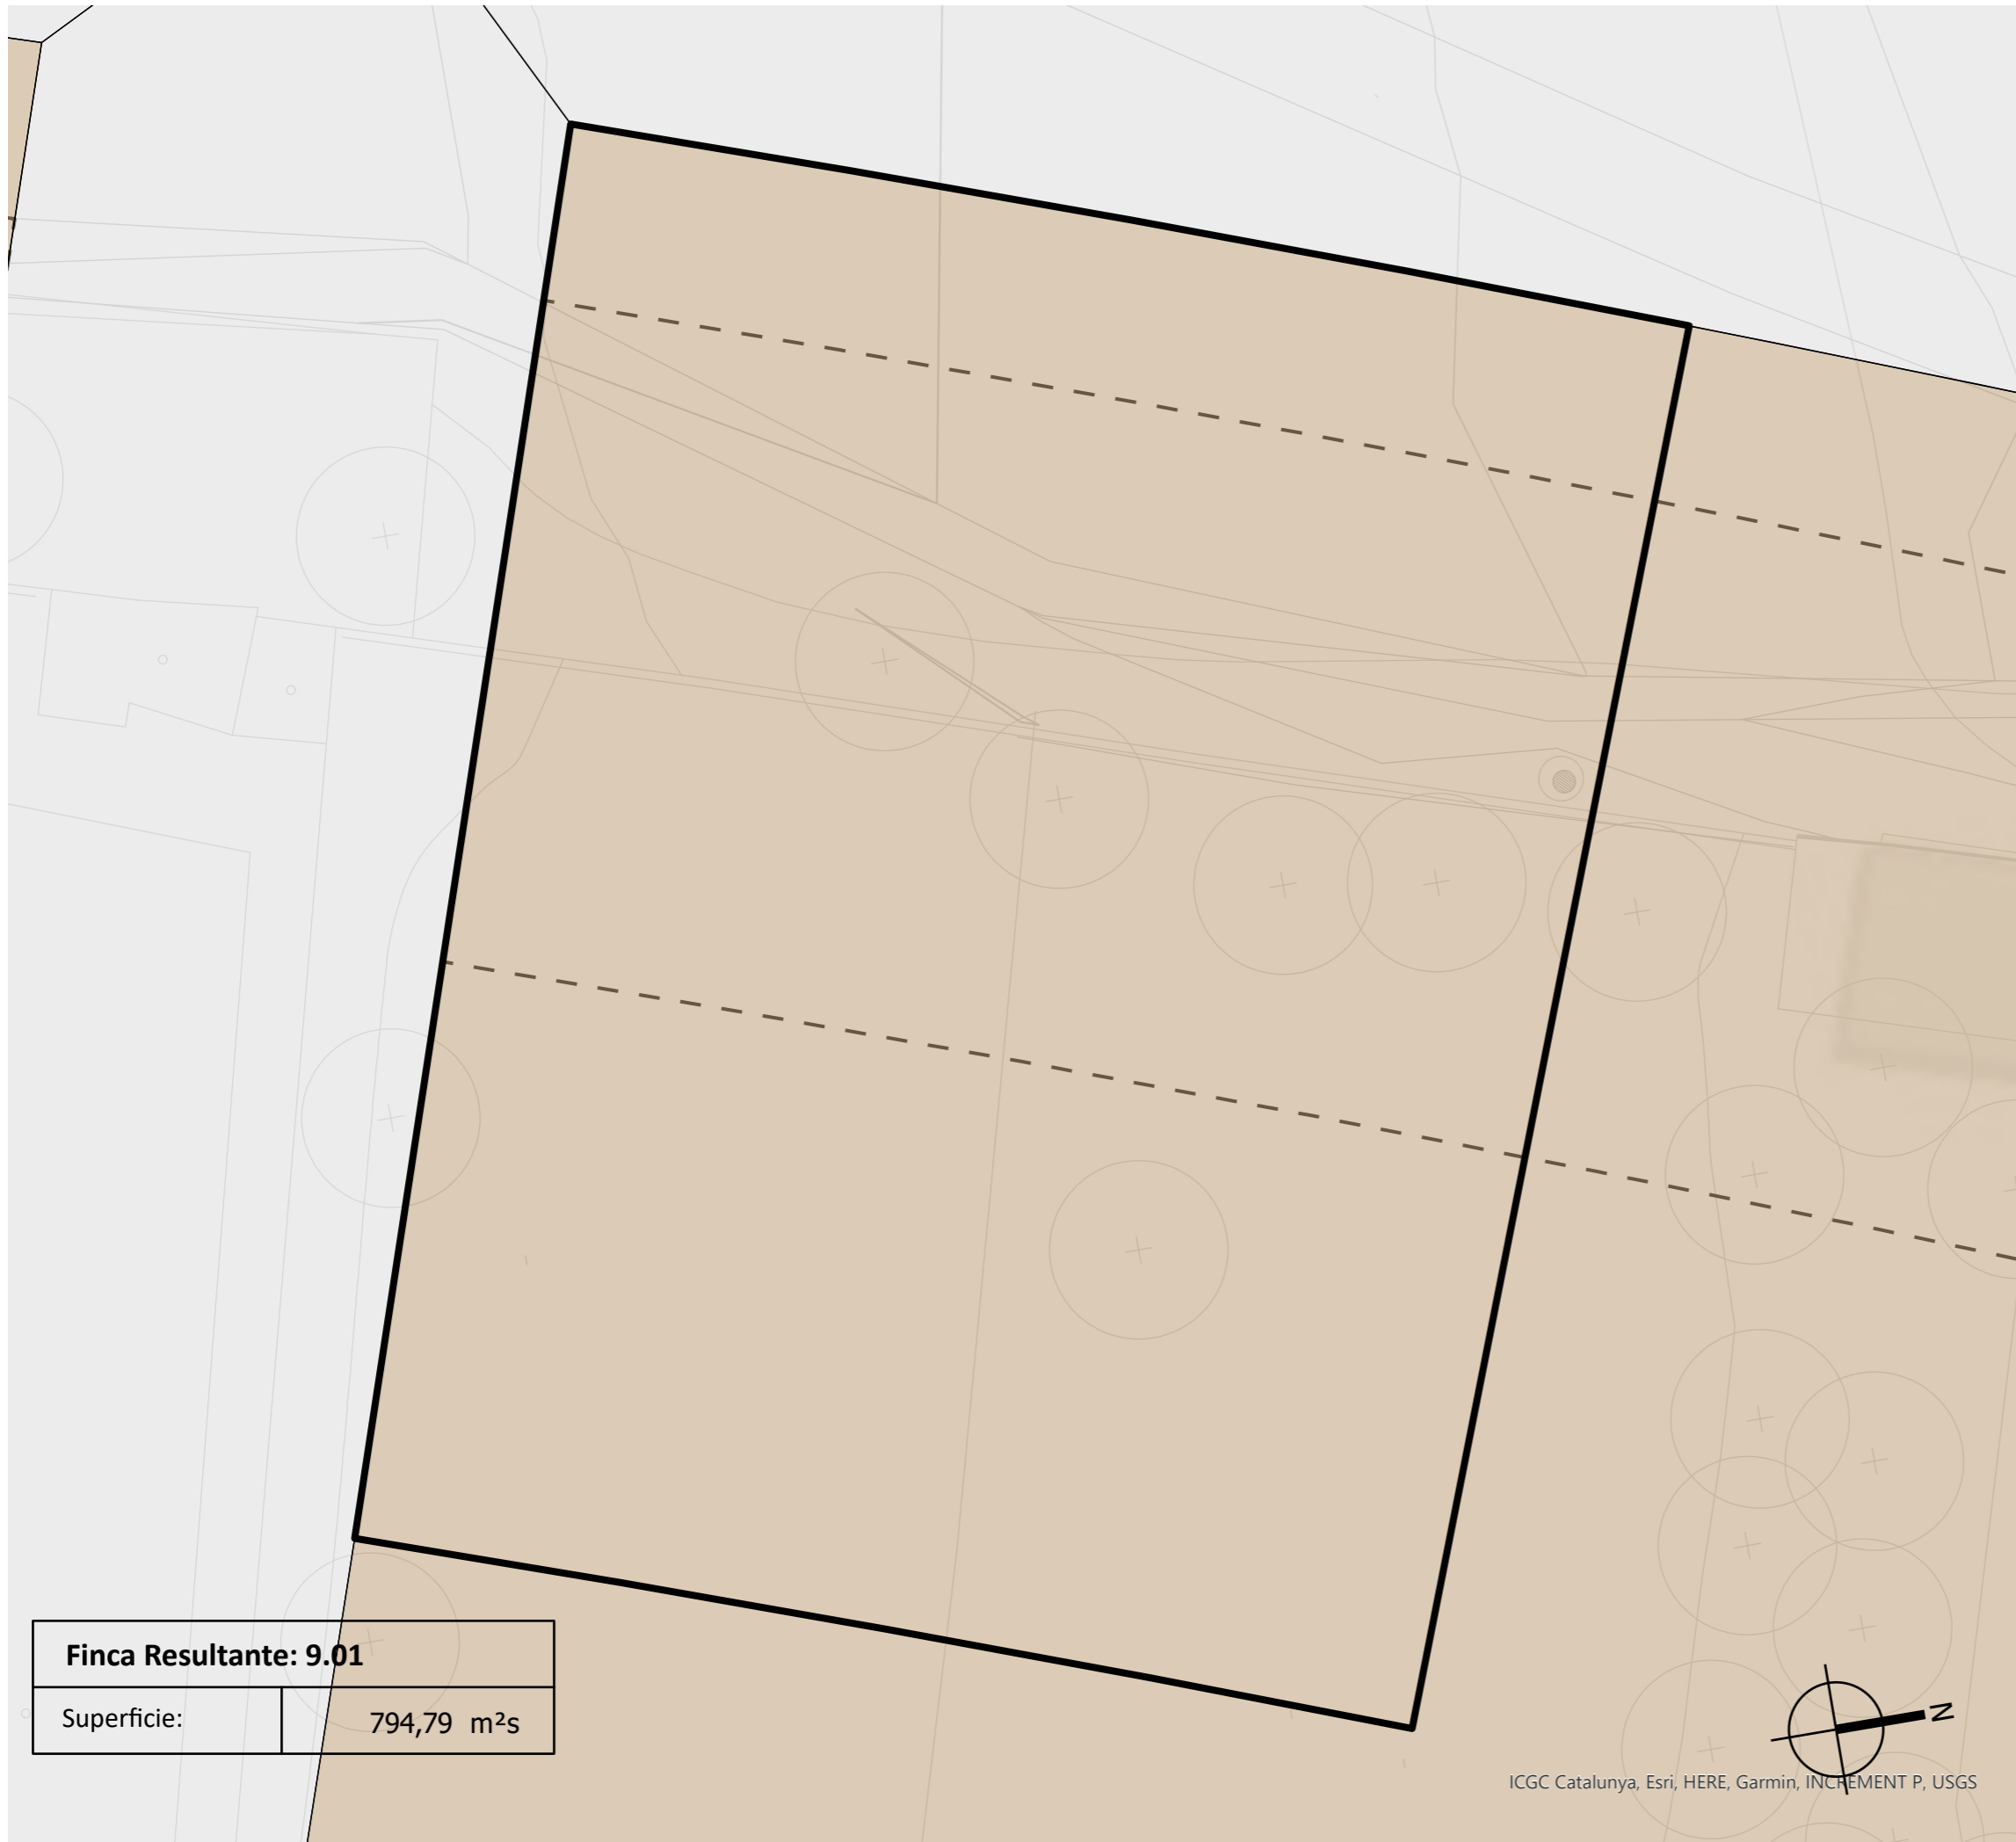 Finca Resultante: 9.01
Superficie: 794,79 m²s
N
ICGC Catalunya, Esri, HERE, Garmin, INCREMENT P, USGS